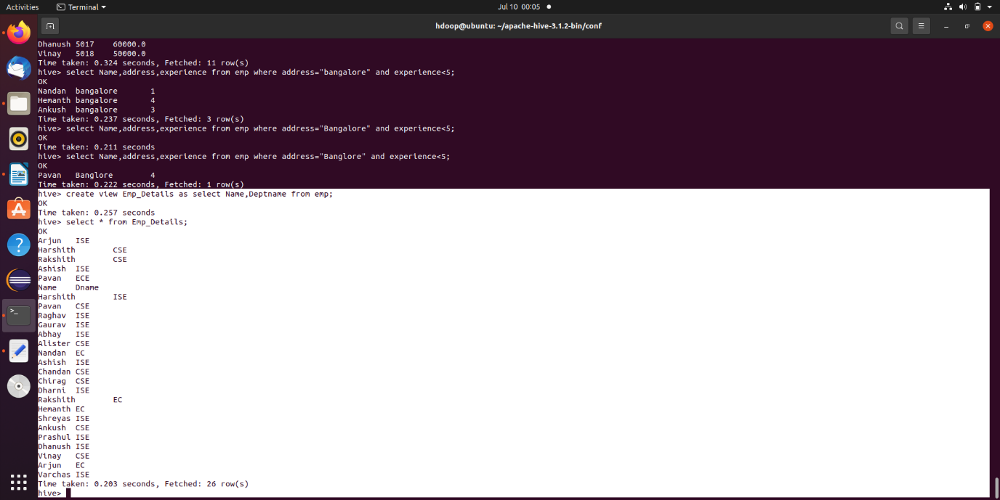 Activities Terminal Jul 10 00:05
hdoop@ubuntu: ~/apache-hive-3.1.2-bin/conf
Dhanush 5017 60000.0
Vinay 5018 50000.0
Time taken: 0.324 seconds, Fetched: 11 row(s)
hive> select Name,address,experience from emp where address="bangalore" and experience<5;
OK
Nandan bangalore 1
Hemanth bangalore 4
Ankush bangalore 3
Time taken: 0.237 seconds, Fetched: 3 row(s)
hive> select Name,address,experience from emp where address="Bangalore" and experience<5;
OK
Time taken: 0.211 seconds
hive> select Name,address,experience from emp where address="Banglore" and experience<5;
OK
Pavan Banglore 4
Time taken: 0.222 seconds, Fetched: 1 row(s)
hive> create view Emp_Details as select Name,Deptname from emp;
OK
Time taken: 0.257 seconds
hive> select * from Emp_Details;
OK
Arjun ISE
Harshith CSE
Rakshith CSE
Ashish ISE
Pavan ECE
Name Dname
Harshith ISE
Pavan CSE
Raghav ISE
Gaurav ISE
Abhay ISE
Alister CSE
Nandan EC
Ashish ISE
Chandan CSE
Chirag CSE
Dharni ISE
Rakshith EC
Hemanth EC
Shreyas ISE
Ankush CSE
Prashul ISE
Dhanush ISE
Vinay CSE
Arjun EC
Varchas ISE
Time taken: 0.203 seconds, Fetched: 26 row(s)
hive>